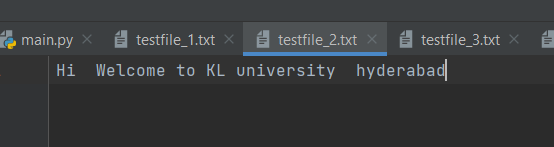 main.py testfile_1.txt testfile_2.txt testfile_3.txt
Hi  Welcome to KL university  hyderabad